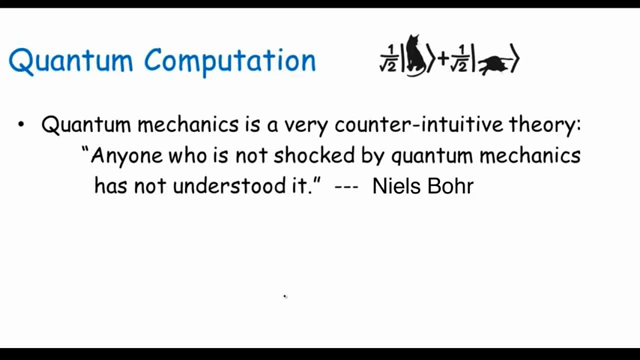 Quantum Computation
1/√2|⟩+1/√2|⟩
• Quantum mechanics is a very counter-intuitive theory:
“Anyone who is not shocked by quantum mechanics
has not understood it.” --- Niels Bohr